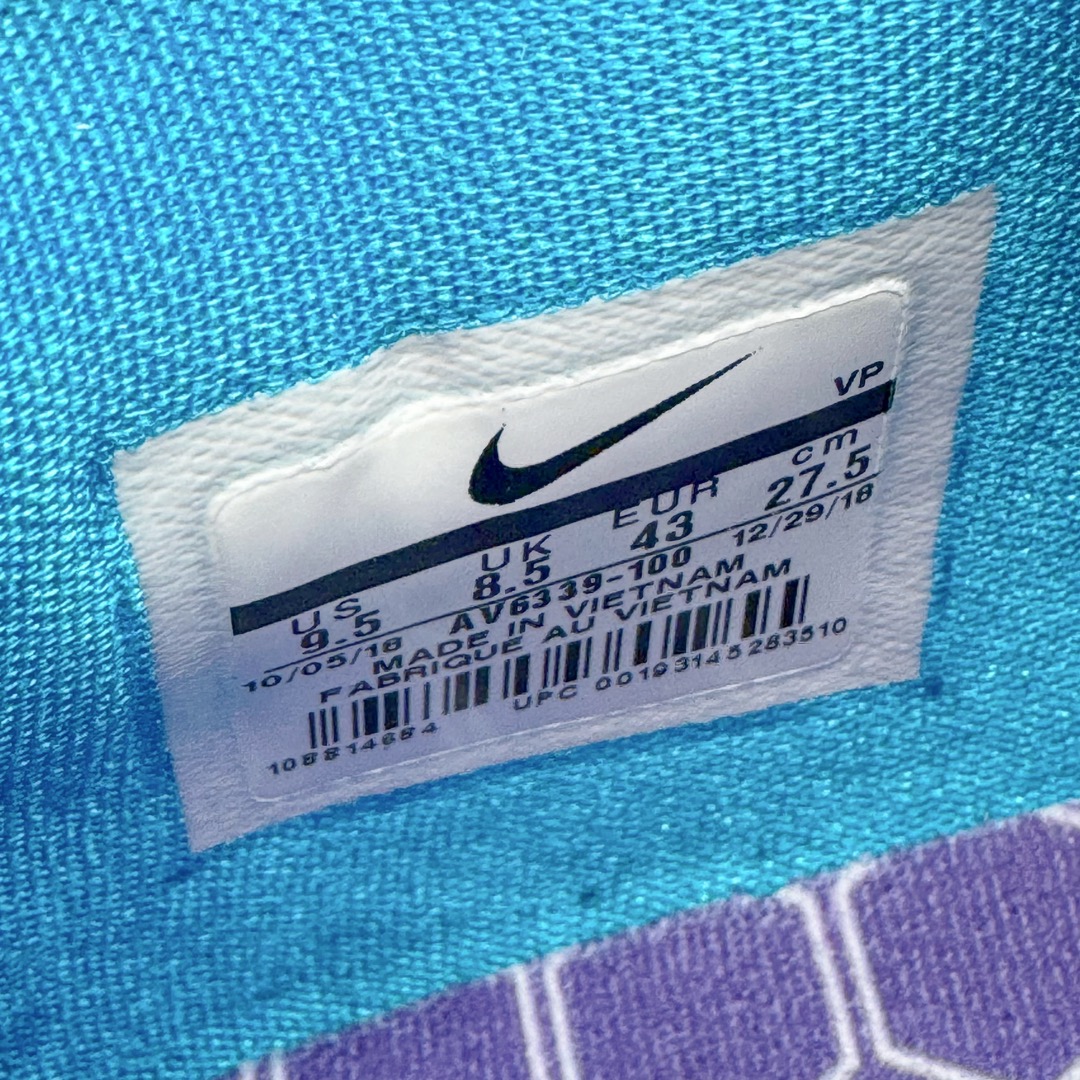 VP
US UK EUR cm
9.5 8.5 43 27.5
10/05/18 AV6339-100 12/29/18
MADE IN VIETNAM
FABRIQUE AU VIETNAM
108814684 UPC 00193145283510